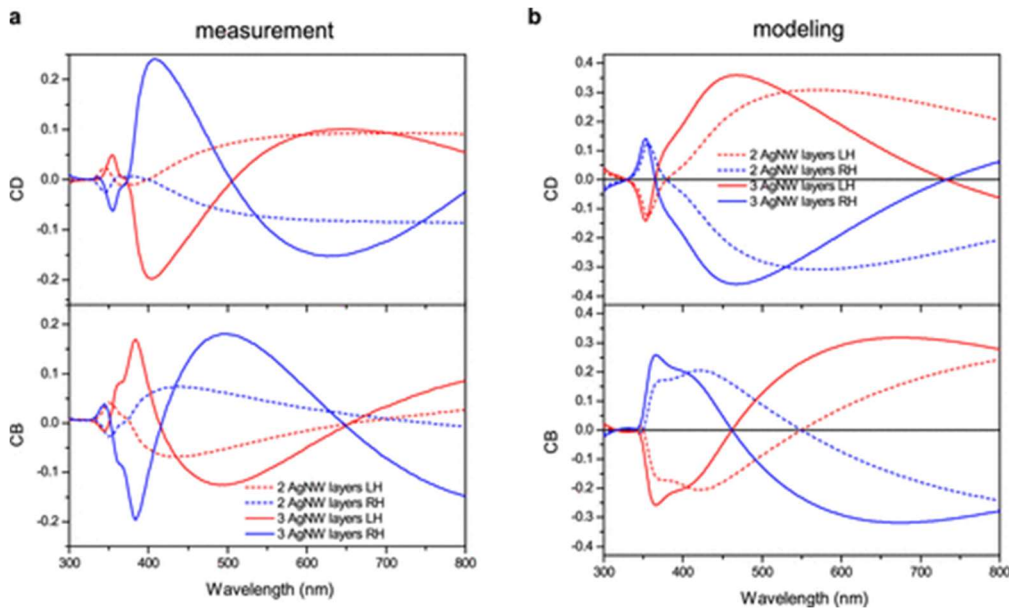 a
measurement
CD
0.2
0.1
0.0
-0.1
-0.2
CB
0.2
0.1
0.0
-0.1
-0.2
2 AgNW layers LH
2 AgNW layers RH
3 AgNW layers LH
3 AgNW layers RH
300 400 500 600 700 800
Wavelength (nm)
b
modeling
CD
0.4
0.3
0.2
0.1
0.0
-0.1
-0.2
-0.3
-0.4
2 AgNW layers LH
2 AgNW layers RH
3 AgNW layers LH
3 AgNW layers RH
CB
0.4
0.3
0.2
0.1
0.0
-0.1
-0.2
-0.3
-0.4
300 400 500 600 700 800
Wavelength (nm)